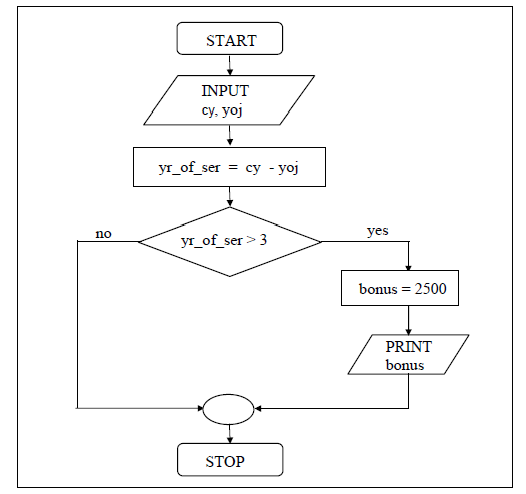 START
INPUT
cy, yoj
yr_of_ser = cy - yoj
yr_of_ser > 3
no
yes
bonus = 2500
PRINT
bonus
STOP